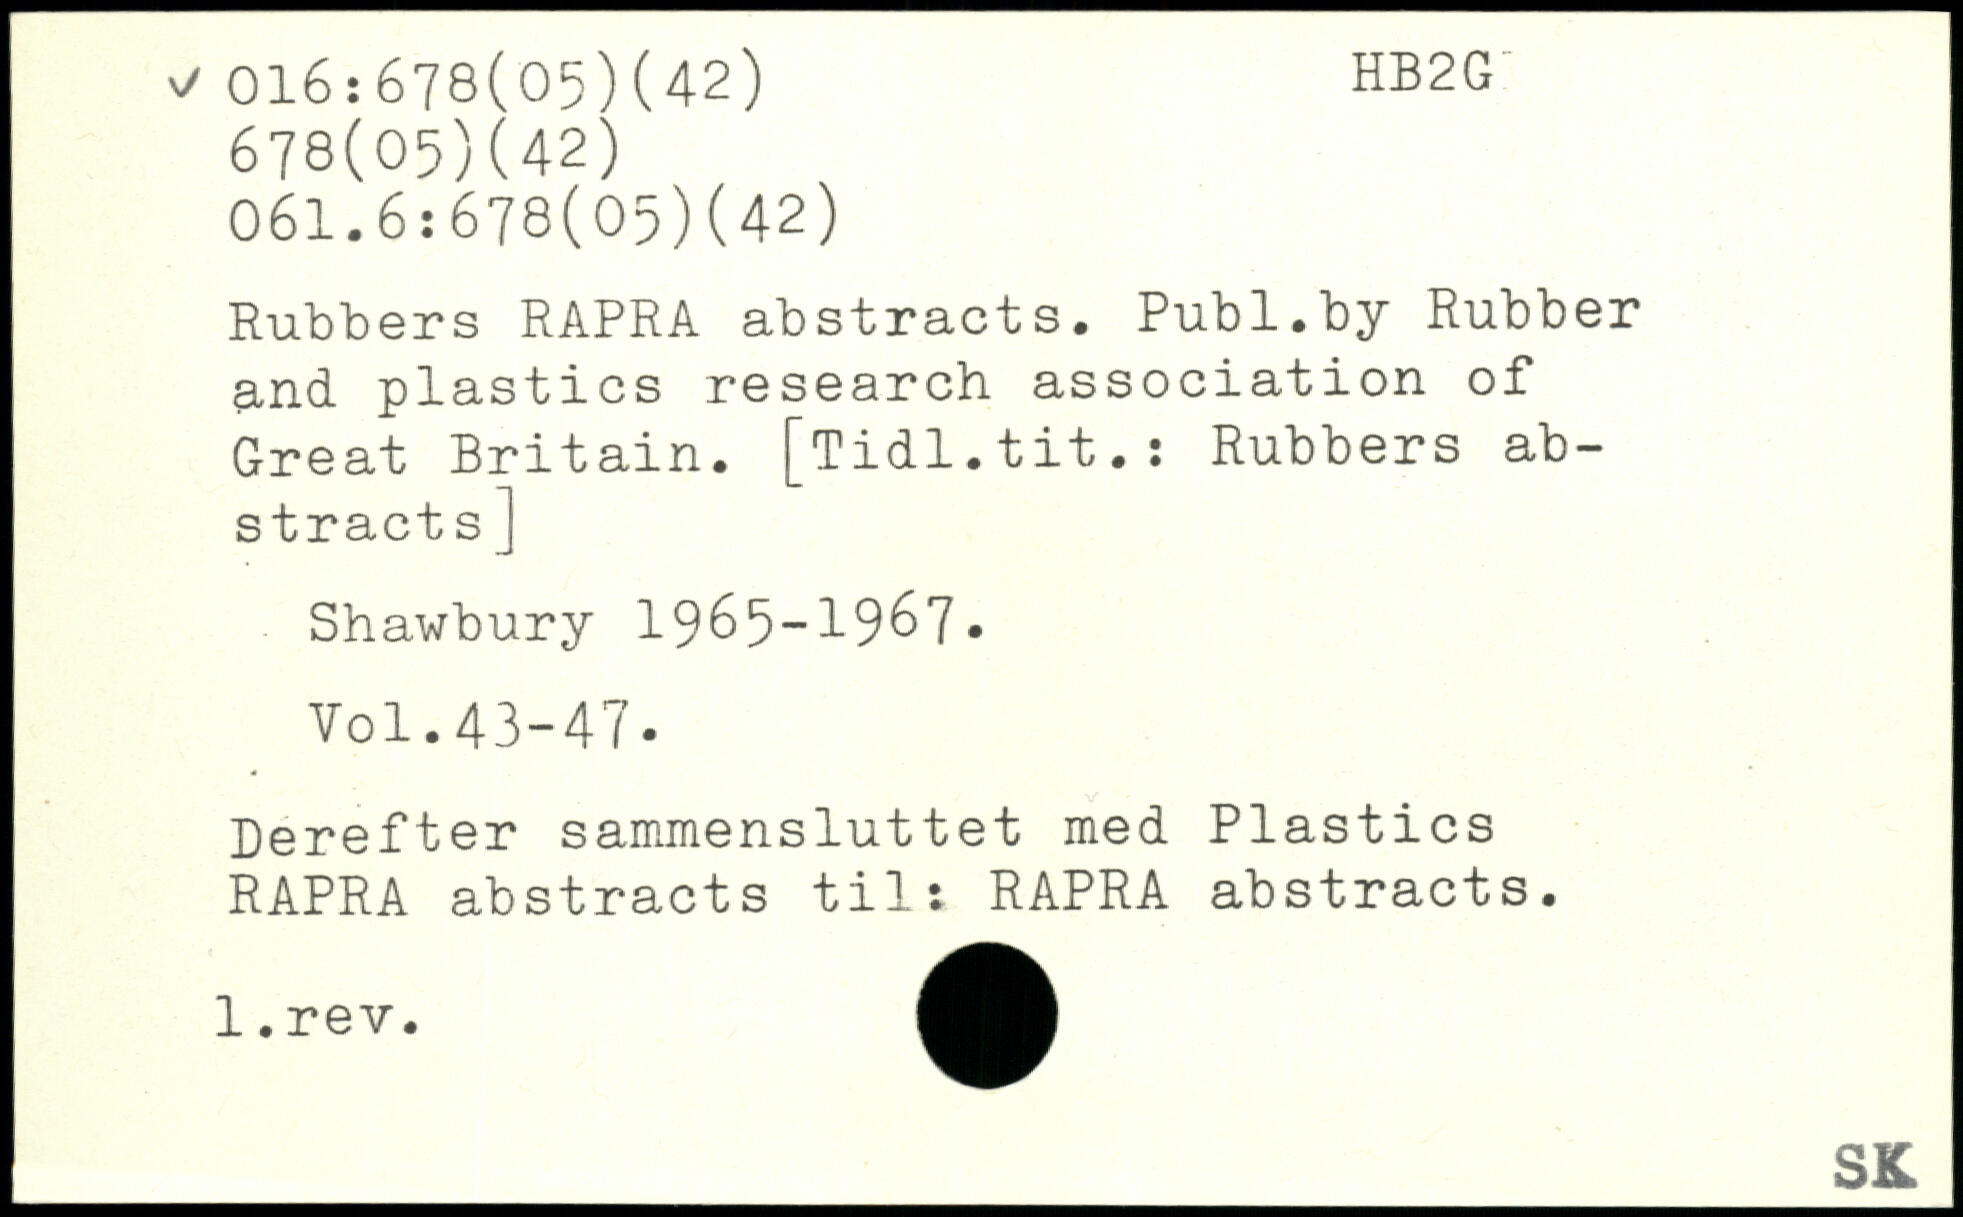 ✓ 016:678(05)(42) HB2G
678(05)(42)
061.6:678(05)(42)
Rubbers RAPRA abstracts. Publ.by Rubber
and plastics research association of
Great Britain. [Tidl.tit.: Rubbers ab-
stracts]
Shawbury 1965-1967.
Vol.43-47.
Derefter sammensluttet med Plastics
RAPRA abstracts til: RAPRA abstracts.
1.rev.
SK